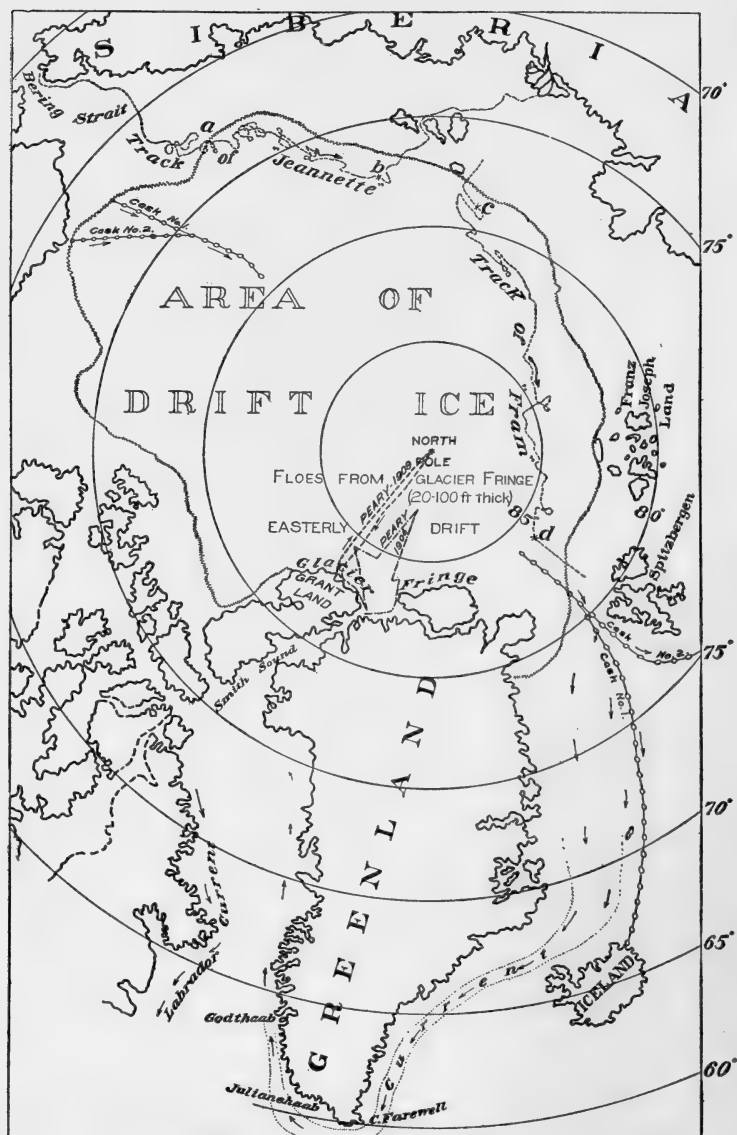 SIBERIA
70°
Bering
Strait
a
Track of "Jeannette"
b
c
75°
Cask No.1.
Cask No.2.
AREA OF
DRIFT ICE
Track of "Fram"
Franz
Joseph
Land
NORTH
POLE
FLOES FROM GLACIER FRINGE
(20-100 ft thick)
PEARY 1909
PEARY
EASTERLY DRIFT
85
86
d
Spitzbergen
Glacier Fringe
GRANT
LAND
Smith Sound
Cask No.2.
75°
Cask No.1.
GREENLAND
70°
Labrador Current
65°
ICELAND
Current
Godthaab
60°
Julianehaab
C. Farewell